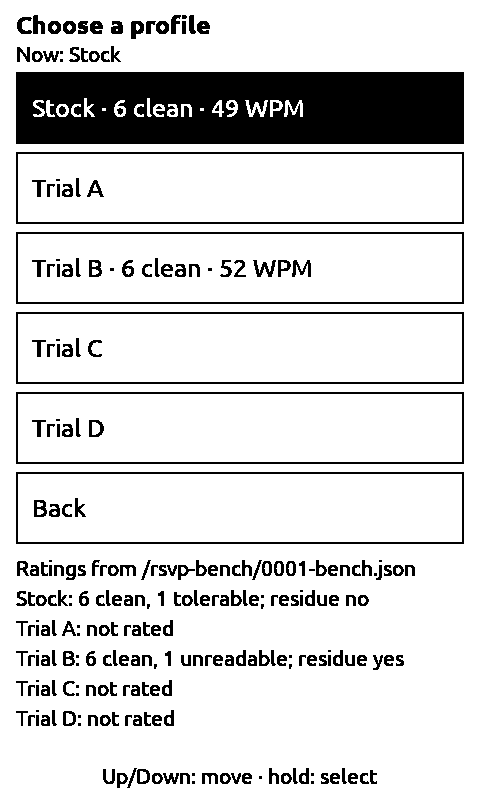 Choose a profile
Now: Stock
Stock · 6 clean · 49 WPM
Trial A
Trial B · 6 clean · 52 WPM
Trial C
Trial D
Back
Ratings from /rsvp-bench/0001-bench.json
Stock: 6 clean, 1 tolerable; residue no
Trial A: not rated
Trial B: 6 clean, 1 unreadable; residue yes
Trial C: not rated
Trial D: not rated
Up/Down: move · hold: select